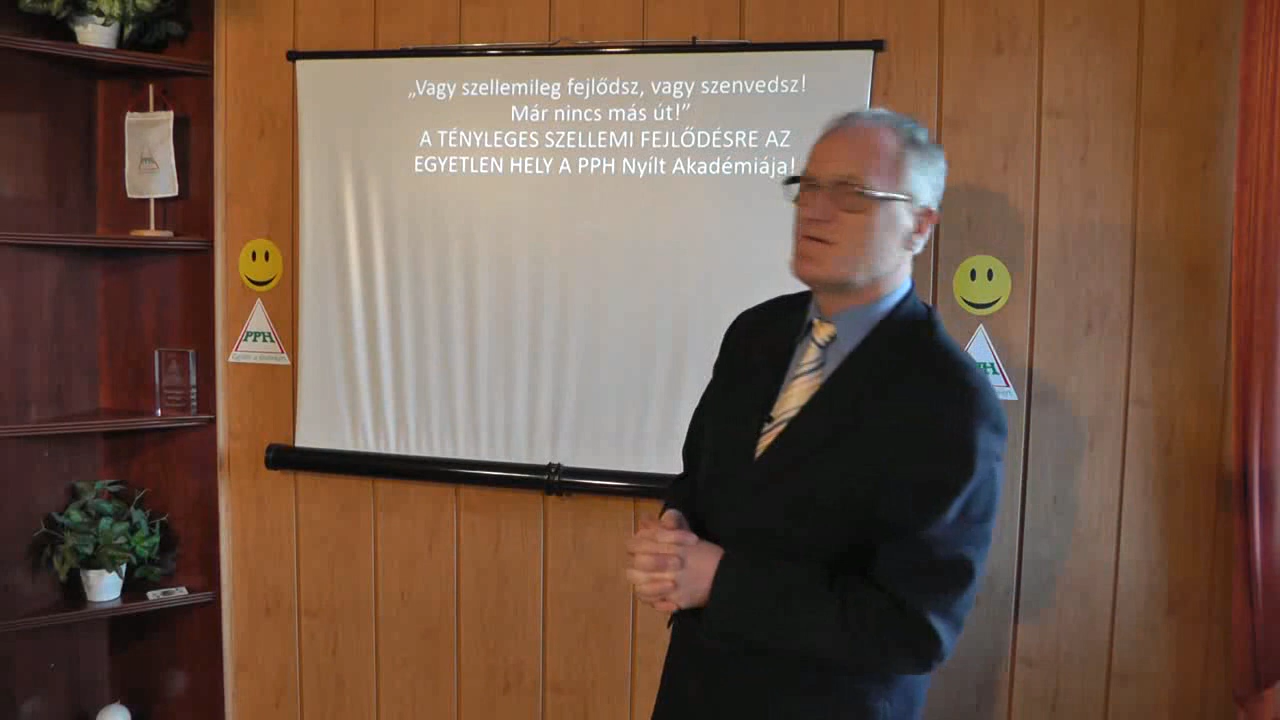 „Vagy szellemileg fejlődsz, vagy szenvedsz!
Már nincs más út!”
A TÉNYLEGES SZELLEMI FEJLŐDÉSRE AZ
EGYETLEN HELY A PPH Nyílt Akadémiája!
PPH